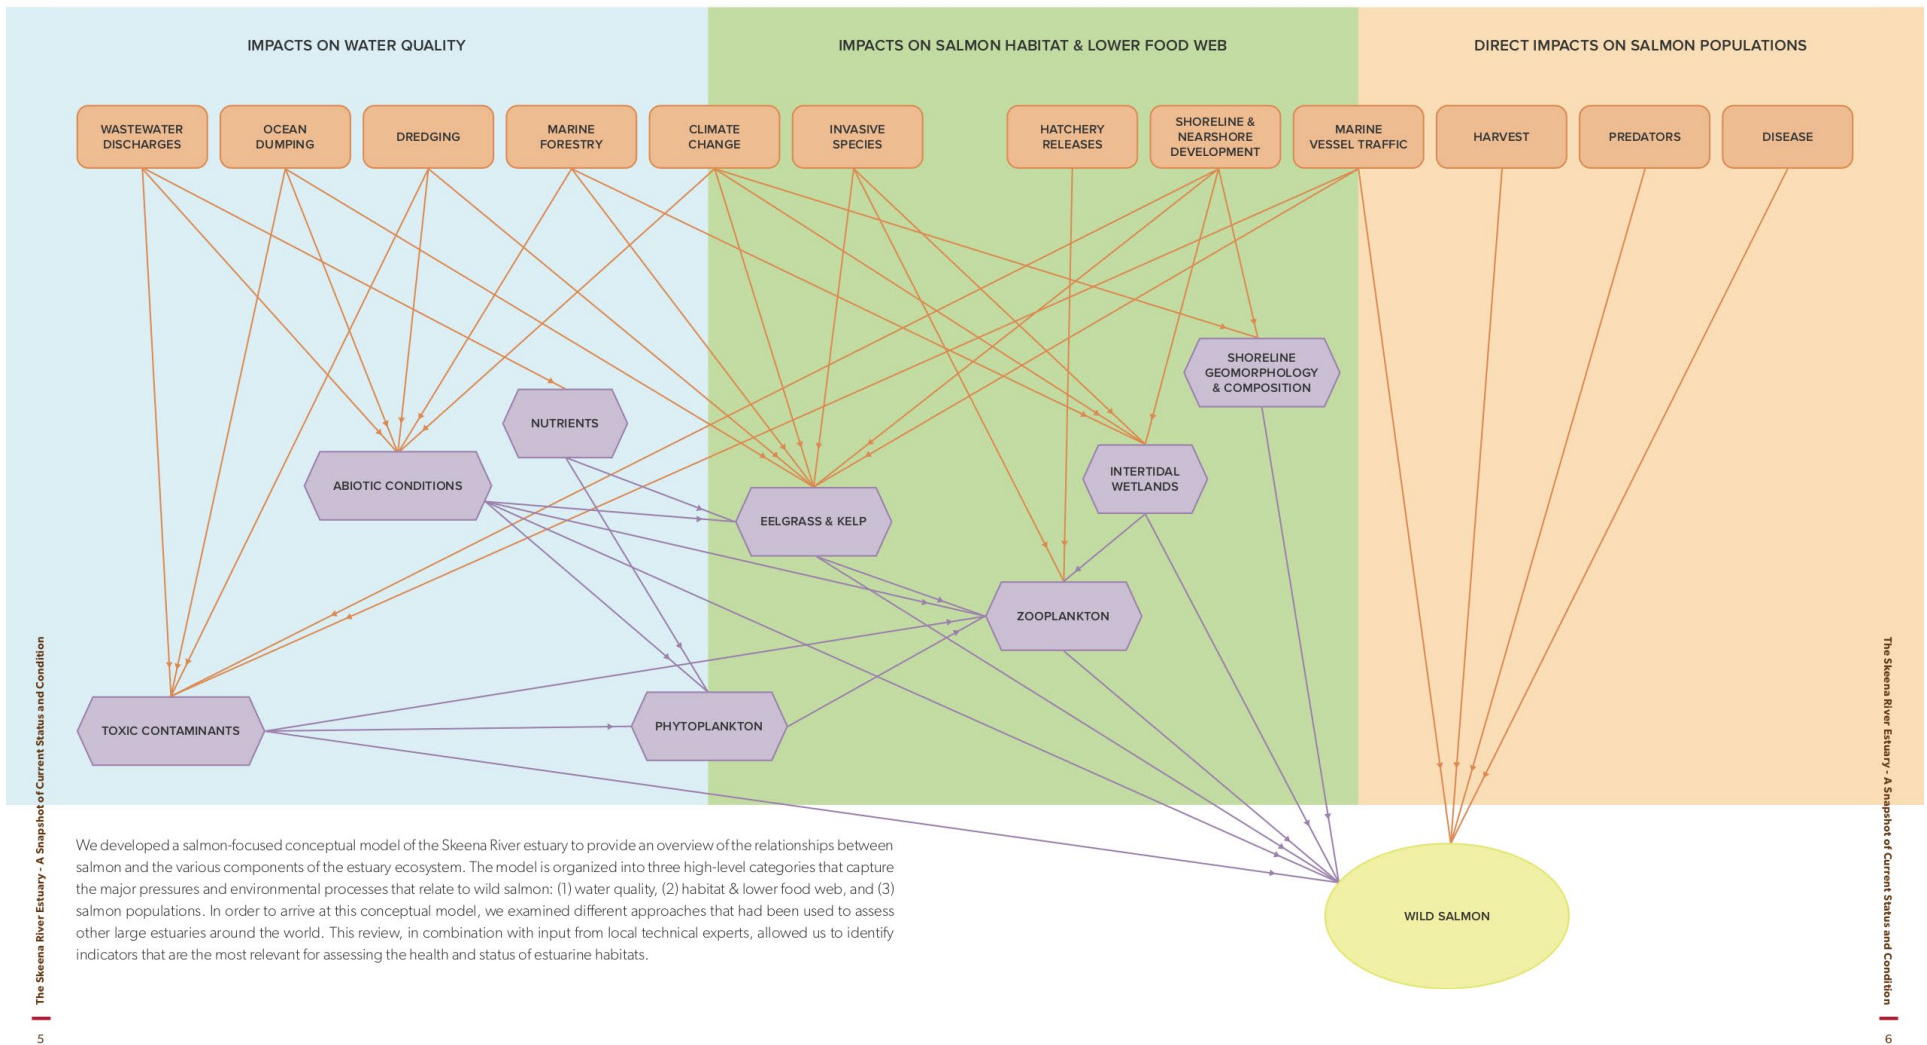 IMPACTS ON WATER QUALITY
IMPACTS ON SALMON HABITAT & LOWER FOOD WEB
DIRECT IMPACTS ON SALMON POPULATIONS
WASTEWATER
DISCHARGES
OCEAN
DUMPING
DREDGING
MARINE
FORESTRY
CLIMATE
CHANGE
INVASIVE
SPECIES
HATCHERY
RELEASES
SHORELINE &
NEARSHORE
DEVELOPMENT
MARINE
VESSEL TRAFFIC
HARVEST
PREDATORS
DISEASE
SHORELINE
GEOMORPHOLOGY
& COMPOSITION
NUTRIENTS
ABIOTIC CONDITIONS
INTERTIDAL
WETLANDS
EELGRASS & KELP
ZOOPLANKTON
TOXIC CONTAMINANTS
PHYTOPLANKTON
WILD SALMON
We developed a salmon-focused conceptual model of the Skeena River estuary to provide an overview of the relationships between
salmon and the various components of the estuary ecosystem. The model is organized into three high-level categories that capture
the major pressures and environmental processes that relate to wild salmon: (1) water quality, (2) habitat & lower food web, and (3)
salmon populations. In order to arrive at this conceptual model, we examined different approaches that had been used to assess
other large estuaries around the world. This review, in combination with input from local technical experts, allowed us to identify
indicators that are the most relevant for assessing the health and status of estuarine habitats.
The Skeena River Estuary - A Snapshot of Current Status and Condition
5
The Skeena River Estuary - A Snapshot of Current Status and Condition
6